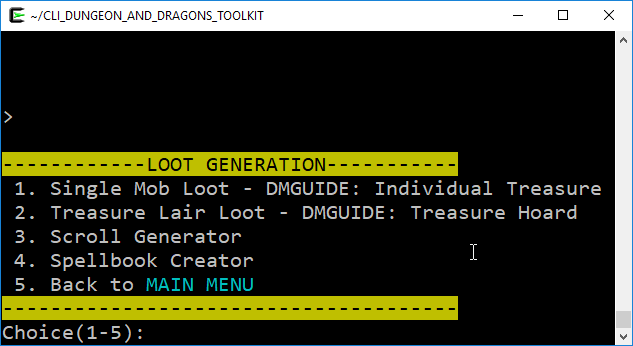 ~/CLI_DUNGEON_AND_DRAGONS_TOOLKIT
>
------------LOOT GENERATION-----------
1. Single Mob Loot - DMGUIDE: Individual Treasure
2. Treasure Lair Loot - DMGUIDE: Treasure Hoard
3. Scroll Generator
4. Spellbook Creator
5. Back to MAIN MENU
--------------------------------------
Choice(1-5):